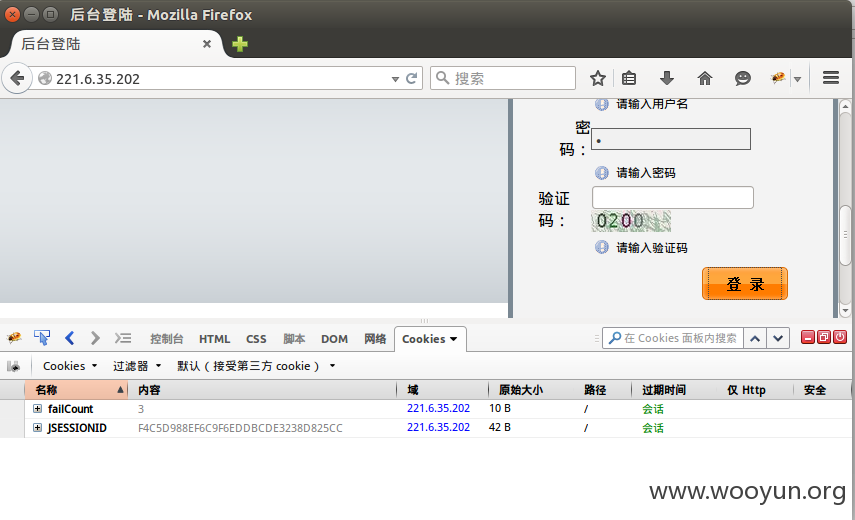 后台登陆 - Mozilla Firefox
后台登陆
221.6.35.202
搜索
请输入用户名
密
码：
请输入密码
验证
码：
0200
请输入验证码
登 录
控制台 HTML CSS 脚本 DOM 网络 Cookies
在 Cookies 面板内搜索
Cookies 过滤器 默认（接受第三方 cookie）
名称 内容 域 原始大小 路径 过期时间 仅 Http 安全
failCount 3 221.6.35.202 10 B / 会话
JSESSIONID F4C5D988EF6C9F6EDDBCDE3238D825CC 221.6.35.202 42 B / 会话
www.wooyun.org